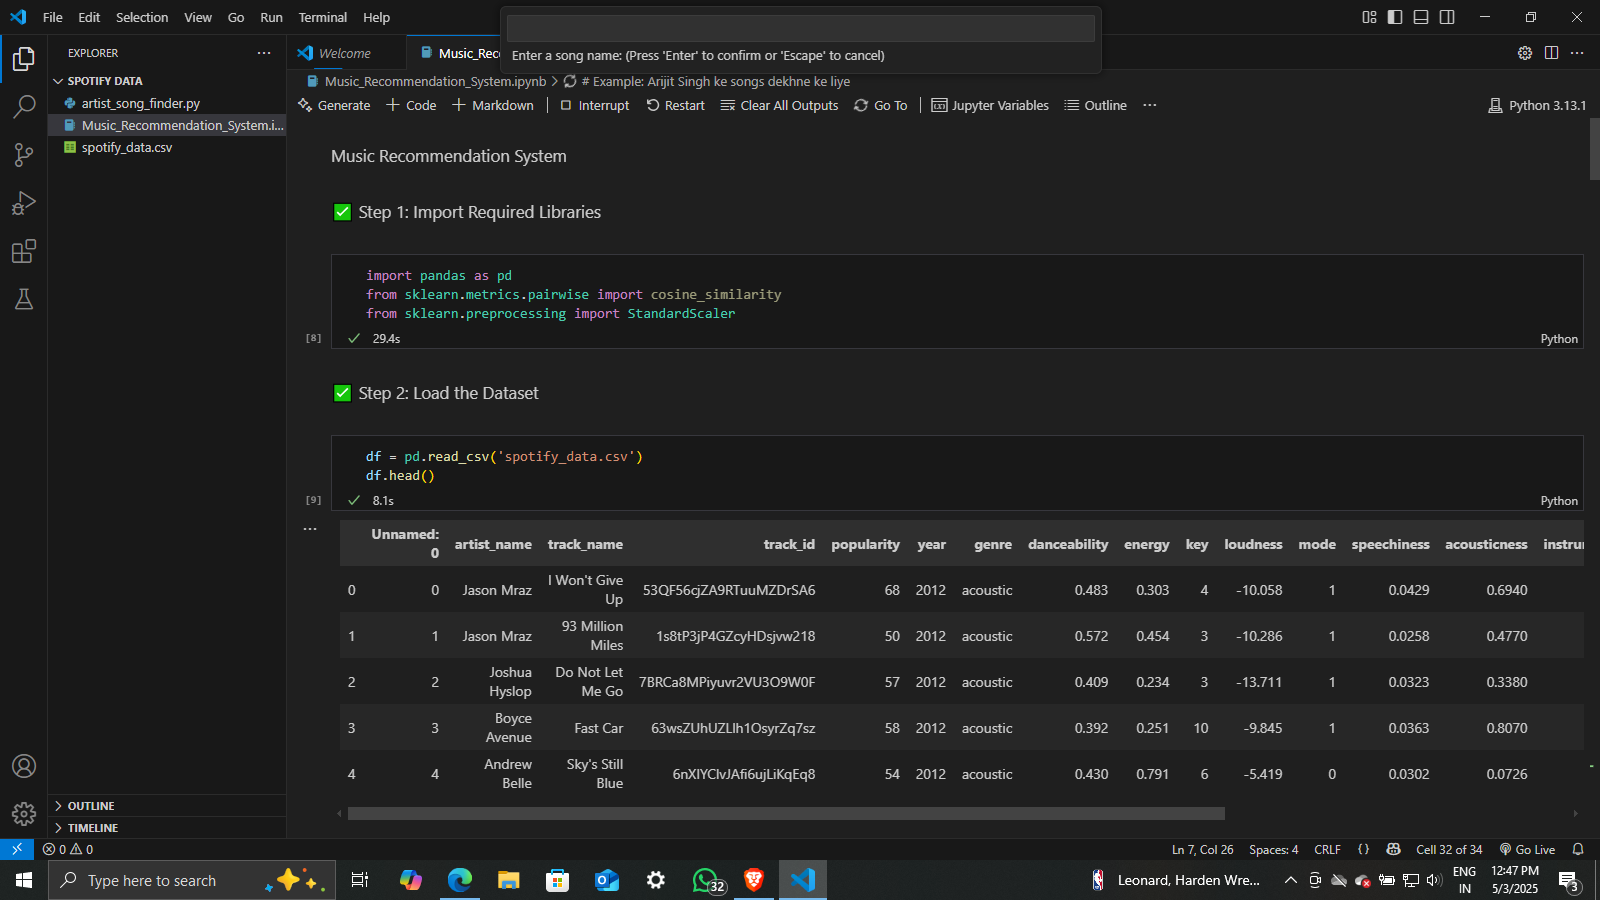 File Edit Selection View Go Run Terminal Help
Enter a song name: (Press 'Enter' to confirm or 'Escape' to cancel)
EXPLORER
SPOTIFY DATA
artist_song_finder.py
Music_Recommendation_System.i...
spotify_data.csv
OUTLINE
TIMELINE
Welcome
Music_Rec
Music_Recommendation_System.ipynb > # Example: Arijit Singh ke songs dekhne ke liye
Generate + Code + Markdown Interrupt Restart Clear All Outputs Go To Jupyter Variables Outline ... Python 3.13.1
Music Recommendation System
✅ Step 1: Import Required Libraries
import pandas as pd
from sklearn.metrics.pairwise import cosine_similarity
from sklearn.preprocessing import StandardScaler
[8] ✓ 29.4s Python
✅ Step 2: Load the Dataset
df = pd.read_csv('spotify_data.csv')
df.head()
[9] ✓ 8.1s Python
Unnamed: 0 artist_name track_name track_id popularity year genre danceability energy key loudness mode speechiness acousticness instru
0 0 Jason Mraz I Won't Give Up 53QF56cjZA9RTuuMZDrSA6 68 2012 acoustic 0.483 0.303 4 -10.058 1 0.0429 0.6940
1 1 Jason Mraz 93 Million Miles 1s8tP3jP4GZcyHDsjvw218 50 2012 acoustic 0.572 0.454 3 -10.286 1 0.0258 0.4770
2 2 Joshua Hyslop Do Not Let Me Go 7BRCa8MPiyuvr2VU3O9W0F 57 2012 acoustic 0.409 0.234 3 -13.711 1 0.0323 0.3380
3 3 Boyce Avenue Fast Car 63wsZUhUZLlh1OsyrZq7sz 58 2012 acoustic 0.392 0.251 10 -9.845 1 0.0363 0.8070
4 4 Andrew Belle Sky's Still Blue 6nXIYClvJAfi6ujLiKqEq8 54 2012 acoustic 0.430 0.791 6 -5.419 0 0.0302 0.0726
0 0 Ln 7, Col 26 Spaces: 4 CRLF {} Cell 32 of 34 Go Live
Type here to search 32 Leonard, Harden Wre... ENG IN 12:47 PM 5/3/2025 3